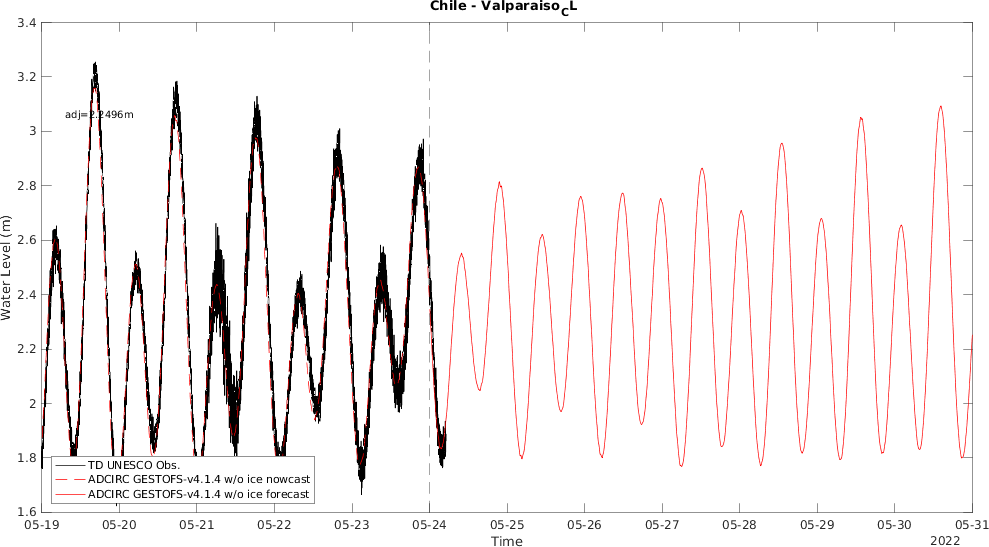 Chile - Valparaiso_CL
3.4
3.2
3
2.8
2.6
2.4
2.2
2
1.8
1.6
Water Level (m)
adj=2.2496m
TD UNESCO Obs.
ADCIRC GESTOFS-v4.1.4 w/o ice nowcast
ADCIRC GESTOFS-v4.1.4 w/o ice forecast
05-19 05-20 05-21 05-22 05-23 05-24 05-25 05-26 05-27 05-28 05-29 05-30 05-31
Time
2022